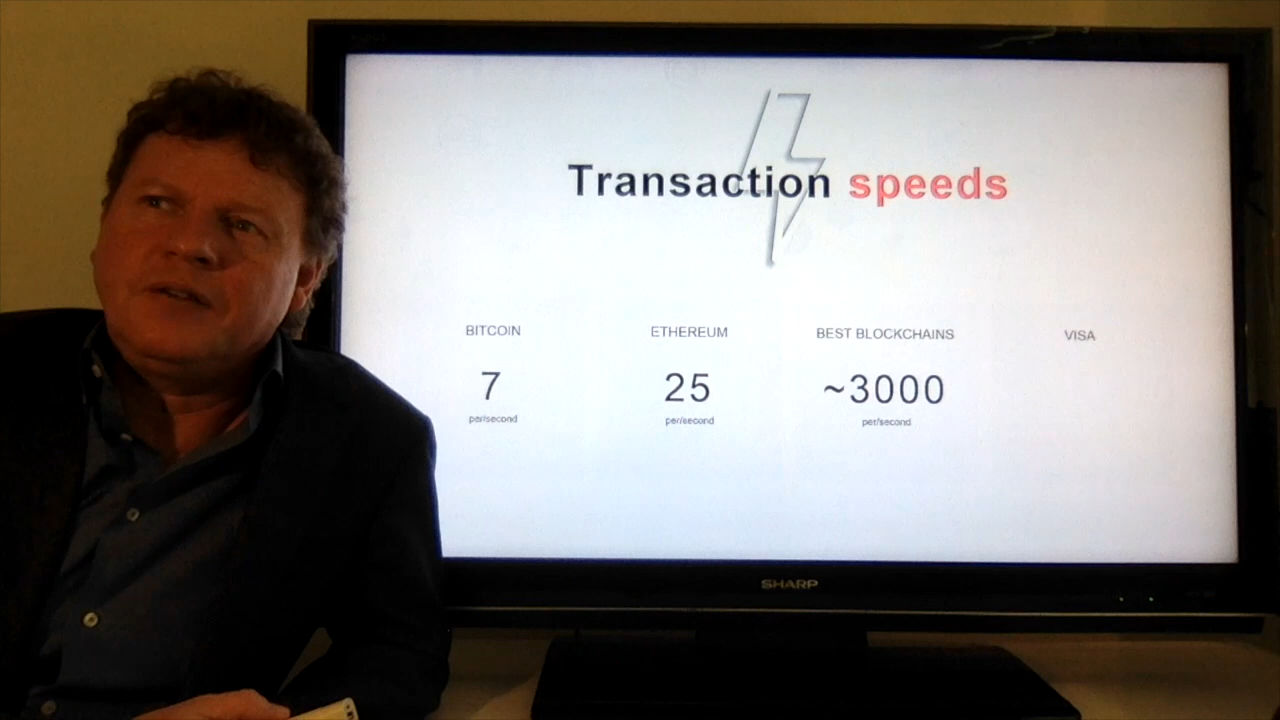 Transaction speeds
BITCOIN
ETHEREUM
BEST BLOCKCHAINS
VISA
7
25
~3000
per/second
per/second
per/second
SHARP